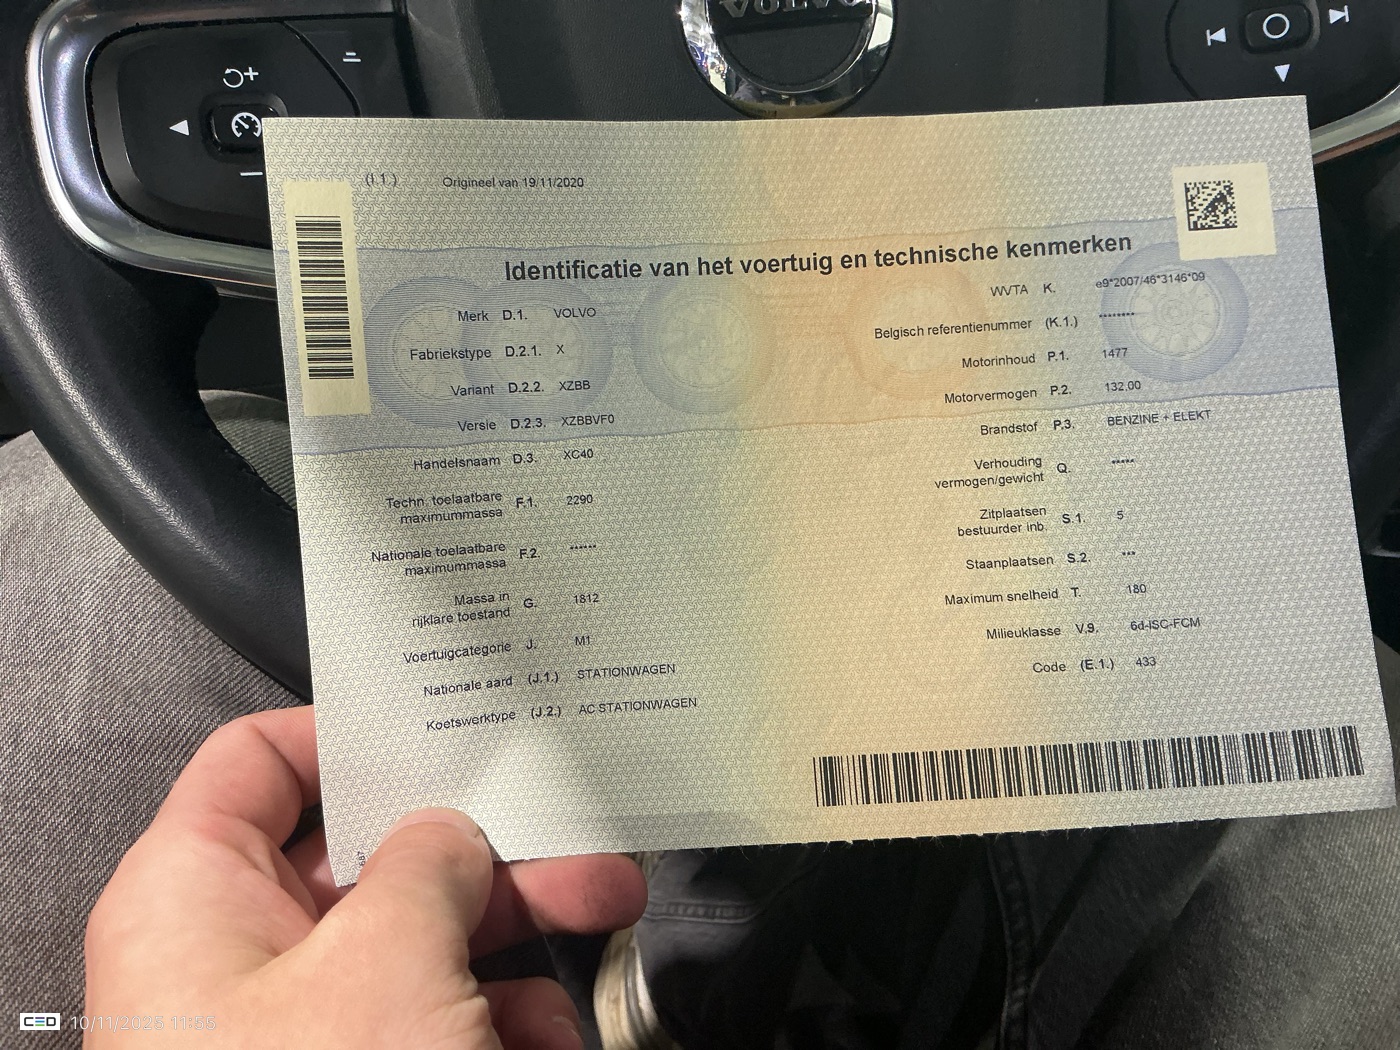 VOLVO
(I.1.) Origineel van 19/11/2020
Identificatie van het voertuig en technische kenmerken
Merk D.1. VOLVO
Fabriekstype D.2.1. X
Variant D.2.2. XZBB
Versie D.2.3. XZBBVF0
Handelsnaam D.3. XC40
Techn. toelaatbare
maximummassa F.1. 2290
Nationale toelaatbare
maximummassa F.2. ******
Massa in
rijklare toestand G. 1812
Voertuigcategorie J. M1
Nationale aard (J.1.) STATIONWAGEN
Koetswerktype (J.2.) AC STATIONWAGEN
WVTA K. e9*2007/46*3146*09
Belgisch referentienummer (K.1.) ********
Motorinhoud P.1. 1477
Motorvermogen P.2. 132,00
Brandstof P.3. BENZINE + ELEKT
Verhouding
vermogen/gewicht Q. *****
Zitplaatsen
bestuurder inb. S.1. 5
Staanplaatsen S.2. ***
Maximum snelheid T. 180
Milieuklasse V.9. 6d-ISC-FCM
Code (E.1.) 433
CED 10/11/2025 11:55